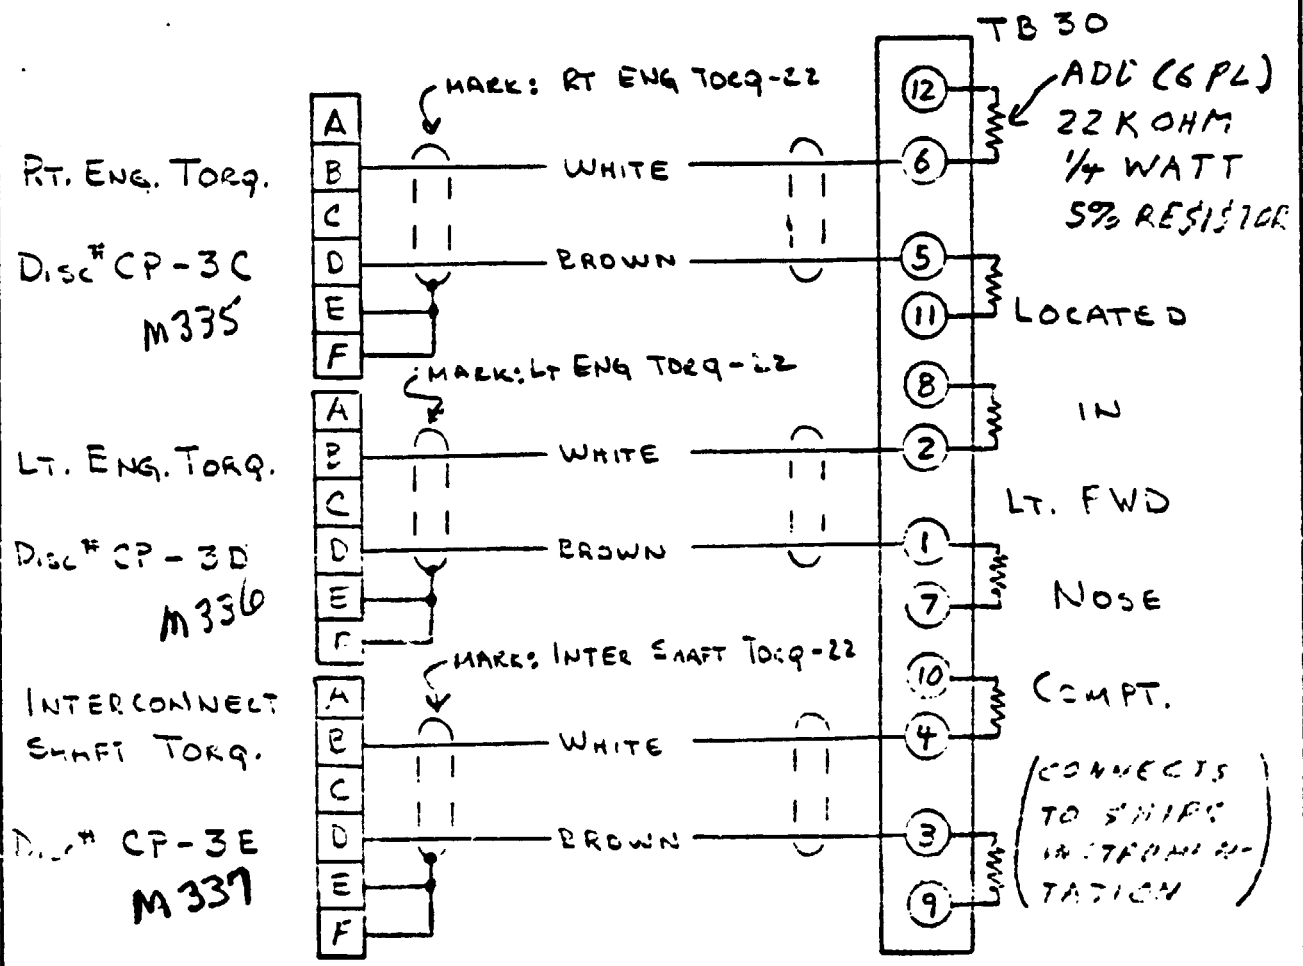 TB 30
MARK: RT ENG TORQ-22
ADD (6 PL)
22 K OHM
1/4 WATT
5% RESISTOR
RT. ENG. TORQ.
DISC# CP-3C
M335
A
B
C
D
E
F
WHITE
BROWN
12
6
5
11
LOCATED
MARK: LT ENG TORQ-22
LT. ENG. TORQ.
DISC# CP-3D
M336
A
B
C
D
E
F
WHITE
BROWN
8
2
1
7
IN
LT. FWD
NOSE
COMPT.
MARK: INTER SHAFT TORQ-22
INTERCONNECT
SHAFT TORQ.
DISC# CP-3E
M337
A
B
C
D
E
F
WHITE
BROWN
10
4
3
9
(CONNECTS
TO SHIPS
INSTRUMEN-
TATION)